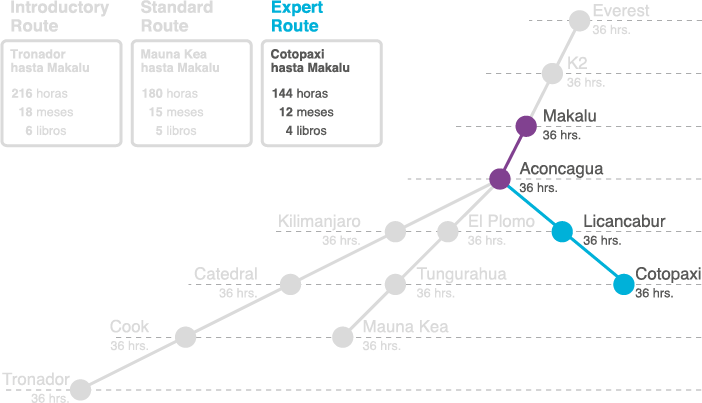 Introductory
Route
Standard
Route
Expert
Route
Tronador
hasta Makalu
216 horas
18 meses
6 libros
Mauna Kea
hasta Makalu
180 horas
15 meses
5 libros
Cotopaxi
hasta Makalu
144 horas
12 meses
4 libros
Everest
36 hrs.
K2
36 hrs.
Makalu
36 hrs.
Aconcagua
36 hrs.
Kilimanjaro
36 hrs.
El Plomo
36 hrs.
Licancabur
36 hrs.
Catedral
36 hrs.
Tungurahua
36 hrs.
Cotopaxi
36 hrs.
Cook
36 hrs.
Mauna Kea
36 hrs.
Tronador
36 hrs.